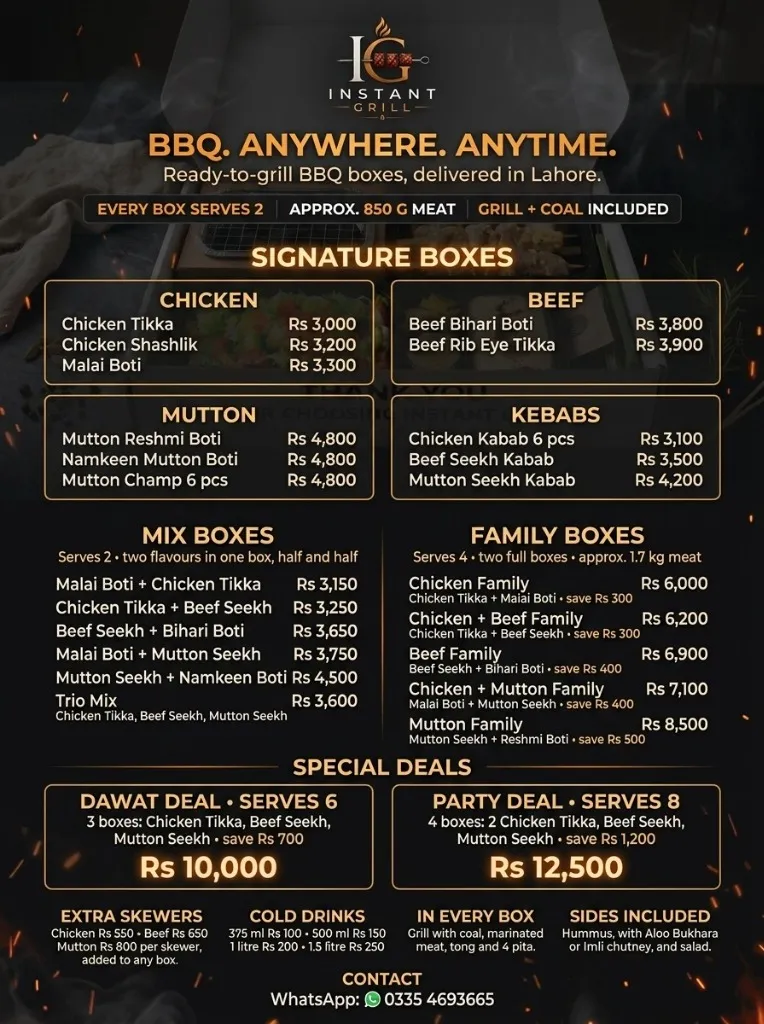 IG
INSTANT
GRILL
BBQ. ANYWHERE. ANYTIME.
Ready-to-grill BBQ boxes, delivered in Lahore.
EVERY BOX SERVES 2 | APPROX. 850 G MEAT | GRILL + COAL INCLUDED
SIGNATURE BOXES
CHICKEN
Chicken Tikka Rs 3,000
Chicken Shashlik Rs 3,200
Malai Boti Rs 3,300
BEEF
Beef Bihari Boti Rs 3,800
Beef Rib Eye Tikka Rs 3,900
THANK YOU
MUTTON
Mutton Reshmi Boti Rs 4,800
Namkeen Mutton Boti Rs 4,800
Mutton Champ 6 pcs Rs 4,800
KEBABS
Chicken Kabab 6 pcs Rs 3,100
Beef Seekh Kabab Rs 3,500
Mutton Seekh Kabab Rs 4,200
MIX BOXES
Serves 2 • two flavours in one box, half and half
Malai Boti + Chicken Tikka Rs 3,150
Chicken Tikka + Beef Seekh Rs 3,250
Beef Seekh + Bihari Boti Rs 3,650
Malai Boti + Mutton Seekh Rs 3,750
Mutton Seekh + Namkeen Boti Rs 4,500
Trio Mix Rs 3,600
Chicken Tikka, Beef Seekh, Mutton Seekh
FAMILY BOXES
Serves 4 • two full boxes • approx. 1.7 kg meat
Chicken Family Rs 6,000
Chicken Tikka + Malai Boti • save Rs 300
Chicken + Beef Family Rs 6,200
Chicken Tikka + Beef Seekh • save Rs 300
Beef Family Rs 6,900
Beef Seekh + Bihari Boti • save Rs 400
Chicken + Mutton Family Rs 7,100
Malai Boti + Mutton Seekh • save Rs 400
Mutton Family Rs 8,500
Mutton Seekh + Reshmi Boti • save Rs 500
SPECIAL DEALS
DAWAT DEAL • SERVES 6
3 boxes: Chicken Tikka, Beef Seekh,
Mutton Seekh • save Rs 700
Rs 10,000
PARTY DEAL • SERVES 8
4 boxes: 2 Chicken Tikka, Beef Seekh,
Mutton Seekh • save Rs 1,200
Rs 12,500
EXTRA SKEWERS
Chicken Rs 550 • Beef Rs 650
Mutton Rs 800 per skewer,
added to any box.
COLD DRINKS
375 ml Rs 100 • 500 ml Rs 150
1 litre Rs 200 • 1.5 litre Rs 250
IN EVERY BOX
Grill with coal, marinated
meat, tong and 4 pita.
SIDES INCLUDED
Hummus, with Aloo Bukhara
or Imli chutney, and salad.
CONTACT
WhatsApp: 0335 4693665